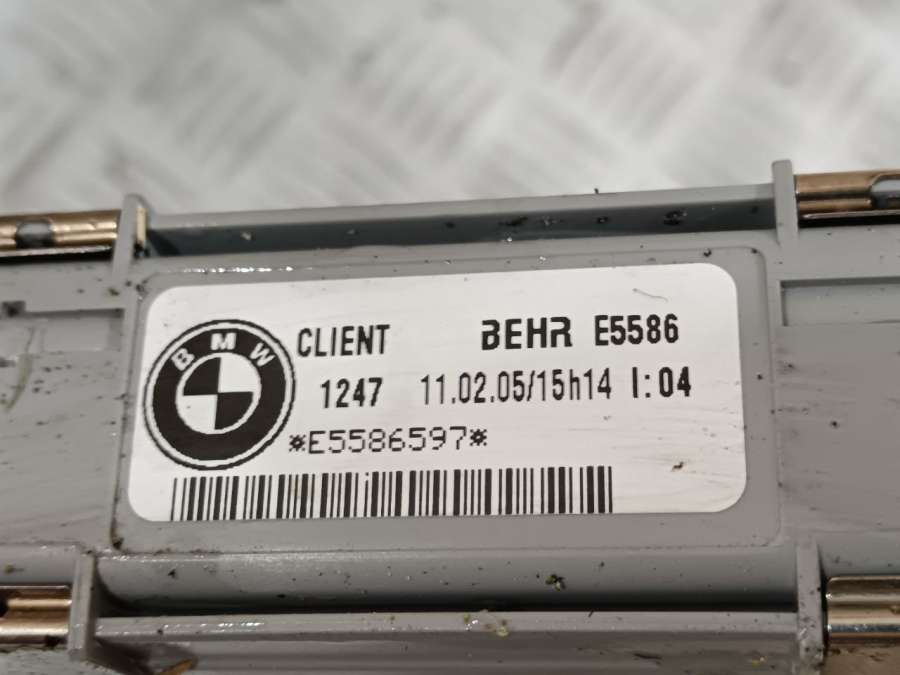 BMW
CLIENT BEHR E5586
1247 11.02.05/15h14 I:04
*E5586597*